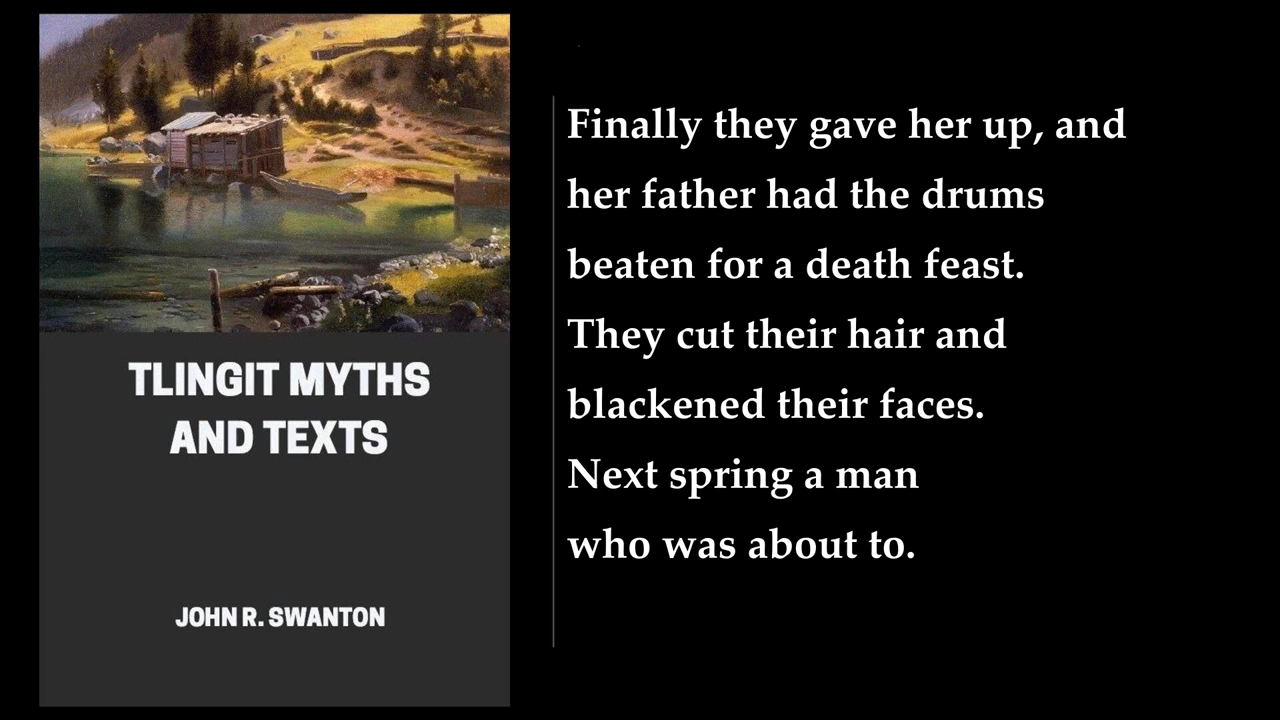 TLINGIT MYTHS
AND TEXTS
JOHN R. SWANTON
Finally they gave her up, and
her father had the drums
beaten for a death feast.
They cut their hair and
blackened their faces.
Next spring a man
who was about to.